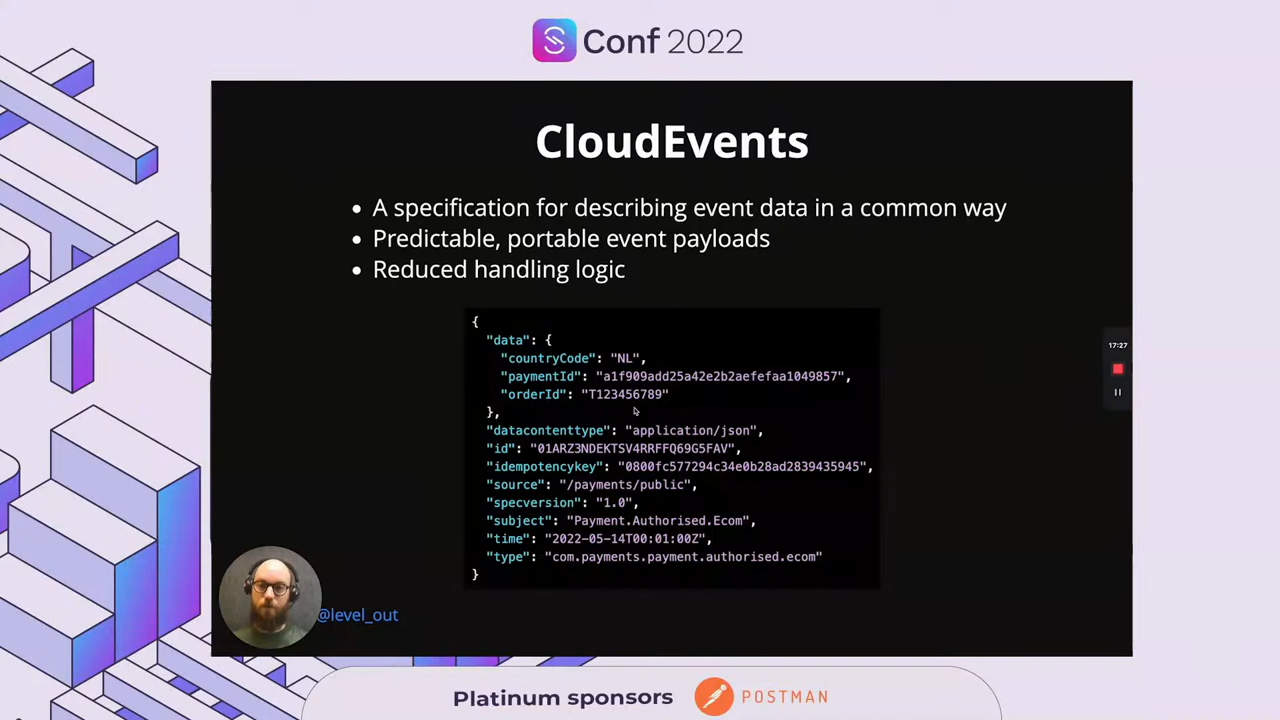 Conf 2022
CloudEvents
• A specification for describing event data in a common way
• Predictable, portable event payloads
• Reduced handling logic
{
"data": {
"countryCode": "NL",
"paymentId": "a1f909add25a42e2b2aefefaa1049857",
"orderId": "T123456789"
},
"datacontenttype": "application/json",
"id": "01ARZ3NDEKTSV4RRFFQ69G5FAV",
"idempotencykey": "0800fc577294c34e0b28ad2839435945",
"source": "/payments/public",
"specversion": "1.0",
"subject": "Payment.Authorised.Ecom",
"time": "2022-05-14T00:01:00Z",
"type": "com.payments.payment.authorised.ecom"
}
17:27
@level_out
Platinum sponsors POSTMAN